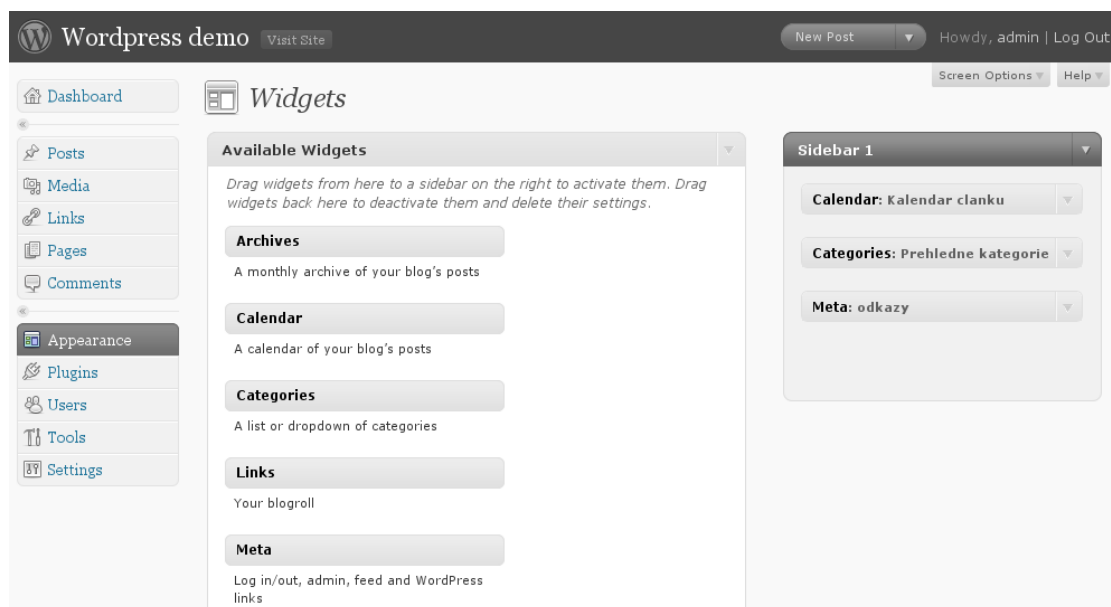 Wordpress demo Visit Site
New Post
Howdy, admin | Log Out
Screen Options
Help
Dashboard
Posts
Media
Links
Pages
Comments
Appearance
Plugins
Users
Tools
Settings
Widgets
Available Widgets
Drag widgets from here to a sidebar on the right to activate them. Drag
widgets back here to deactivate them and delete their settings.
Archives
A monthly archive of your blog's posts
Calendar
A calendar of your blog's posts
Categories
A list or dropdown of categories
Links
Your blogroll
Meta
Log in/out, admin, feed and WordPress
links
Sidebar 1
Calendar: Kalendar clanku
Categories: Prehledne kategorie
Meta: odkazy